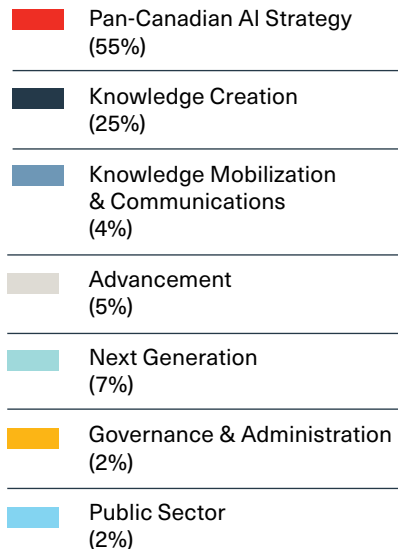 Pan-Canadian AI Strategy
(55%)
Knowledge Creation
(25%)
Knowledge Mobilization
& Communications
(4%)
Advancement
(5%)
Next Generation
(7%)
Governance & Administration
(2%)
Public Sector
(2%)